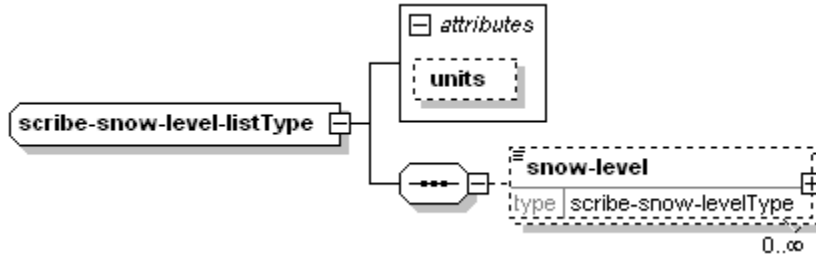 attributes
units
scribe-snow-level-listType
snow-level
type scribe-snow-levelType
0..∞